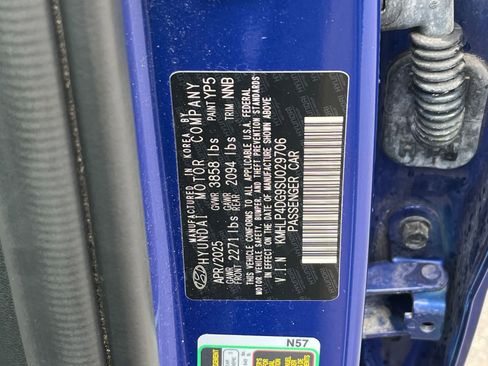 MANUFACTURED IN KOREA BY
HYUNDAI MOTOR COMPANY
APR/2025 GVWR 3858 lbs PAINT YP5
GAWR FRONT 2271 lbs GAWR REAR 2094 lbs TRIM NNB
THIS VEHICLE CONFORMS TO ALL APPLICABLE U.S.A. FEDERAL
MOTOR VEHICLE SAFETY, BUMPER, AND THEFT PREVENTION STANDARDS
IN EFFECT ON THE DATE OF MANUFACTURE SHOWN ABOVE
V.I.N KMHLP4DG9SU029706
PASSENGER CAR
N57